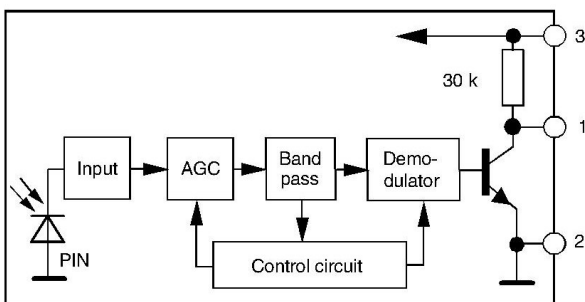 3
30 k
1
Input
AGC
Band
pass
Demo-
dulator
2
PIN
Control circuit